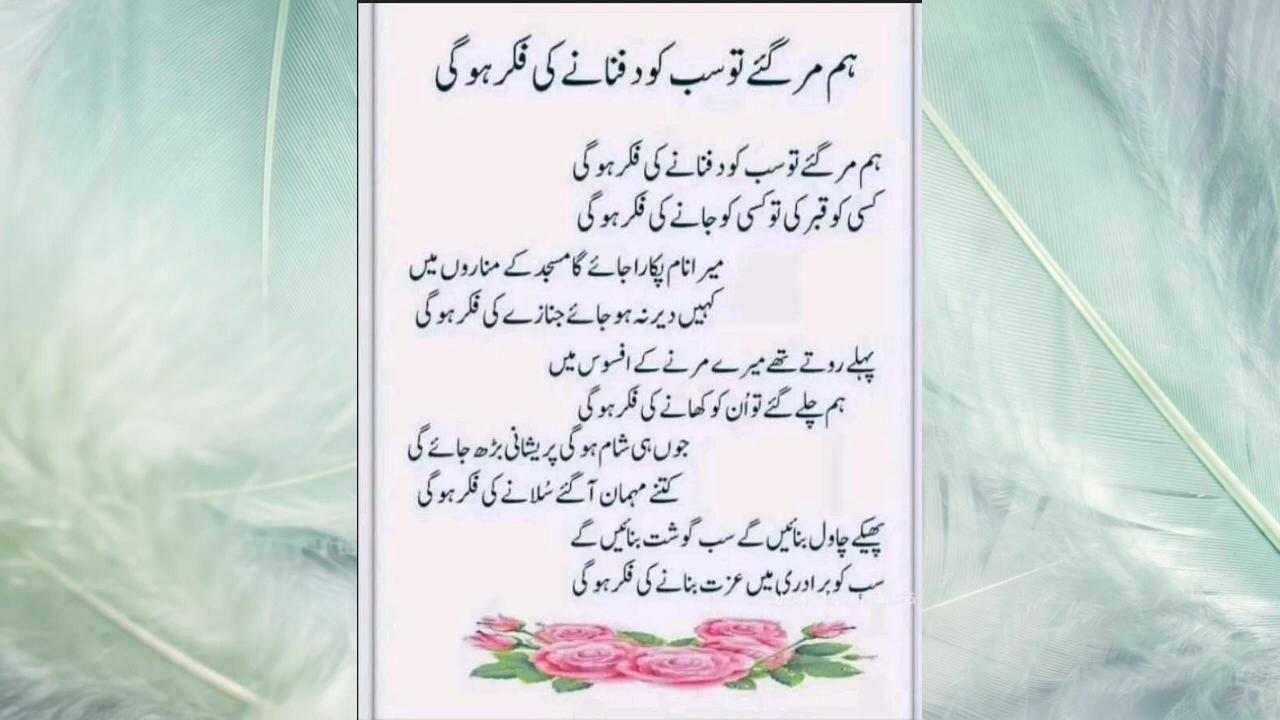 ہم مر گئے تو سب کو دفنانے کی فکر ہو گی
ہم مر گئے تو سب کو دفنانے کی فکر ہو گی
کسی کو قبر کی تو کسی کو جانے کی فکر ہو گی
میرا نام پکارا جائے گا مسجد کے مناروں میں
کہیں دیر نہ ہو جائے جنازے کی فکر ہو گی
پہلے روتے تھے میرے مرنے کے افسوس میں
ہم چلے گئے تو اُن کو کھانے کی فکر ہو گی
جوں ہی شام ہو گی پریشانی بڑھ جائے گی
کتنے مہمان آ گئے سُلانے کی فکر ہو گی
پھیکے چاول بنائیں گے سب گوشت بنائیں گے
سب کو برادری میں عزت بنانے کی فکر ہو گی